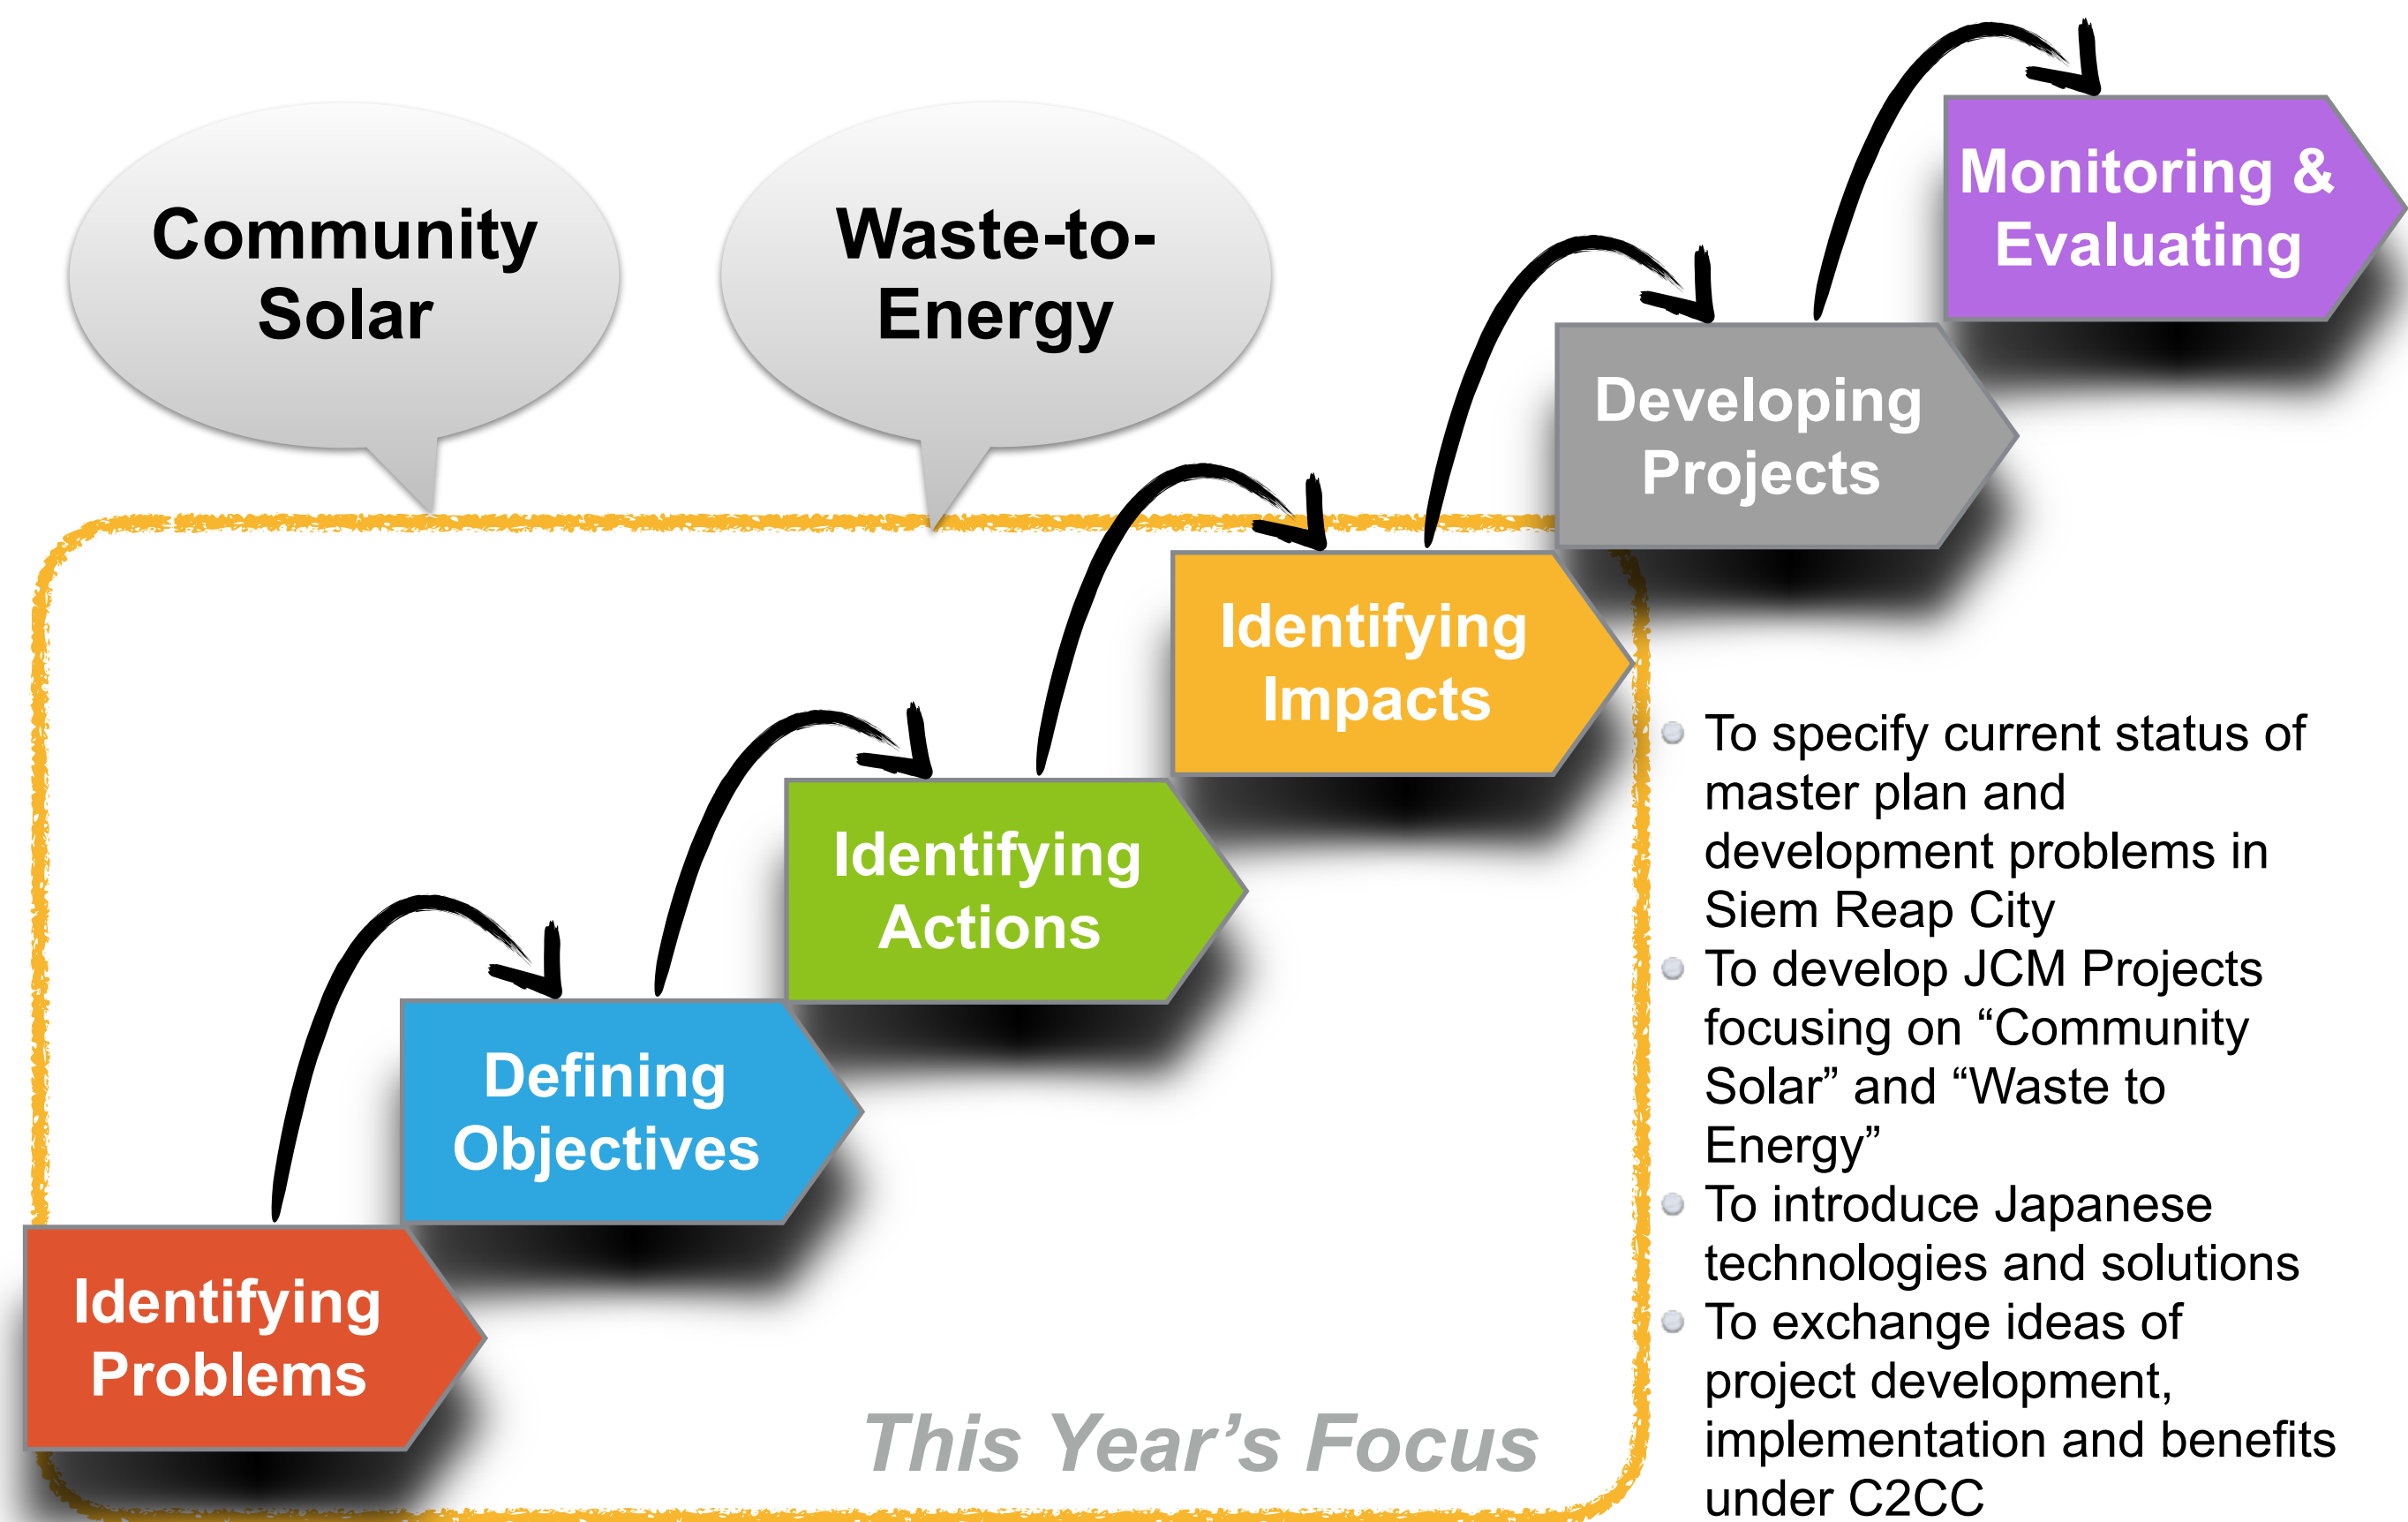 Community
Solar
Waste-to-
Energy
Monitoring &
Evaluating
Developing
Projects
Identifying
Impacts
Identifying
Actions
Defining
Objectives
Identifying
Problems
This Year’s Focus
To specify current status of
master plan and
development problems in
Siem Reap City
To develop JCM Projects
focusing on “Community
Solar” and “Waste to
Energy”
To introduce Japanese
technologies and solutions
To exchange ideas of
project development,
implementation and benefits
under C2CC